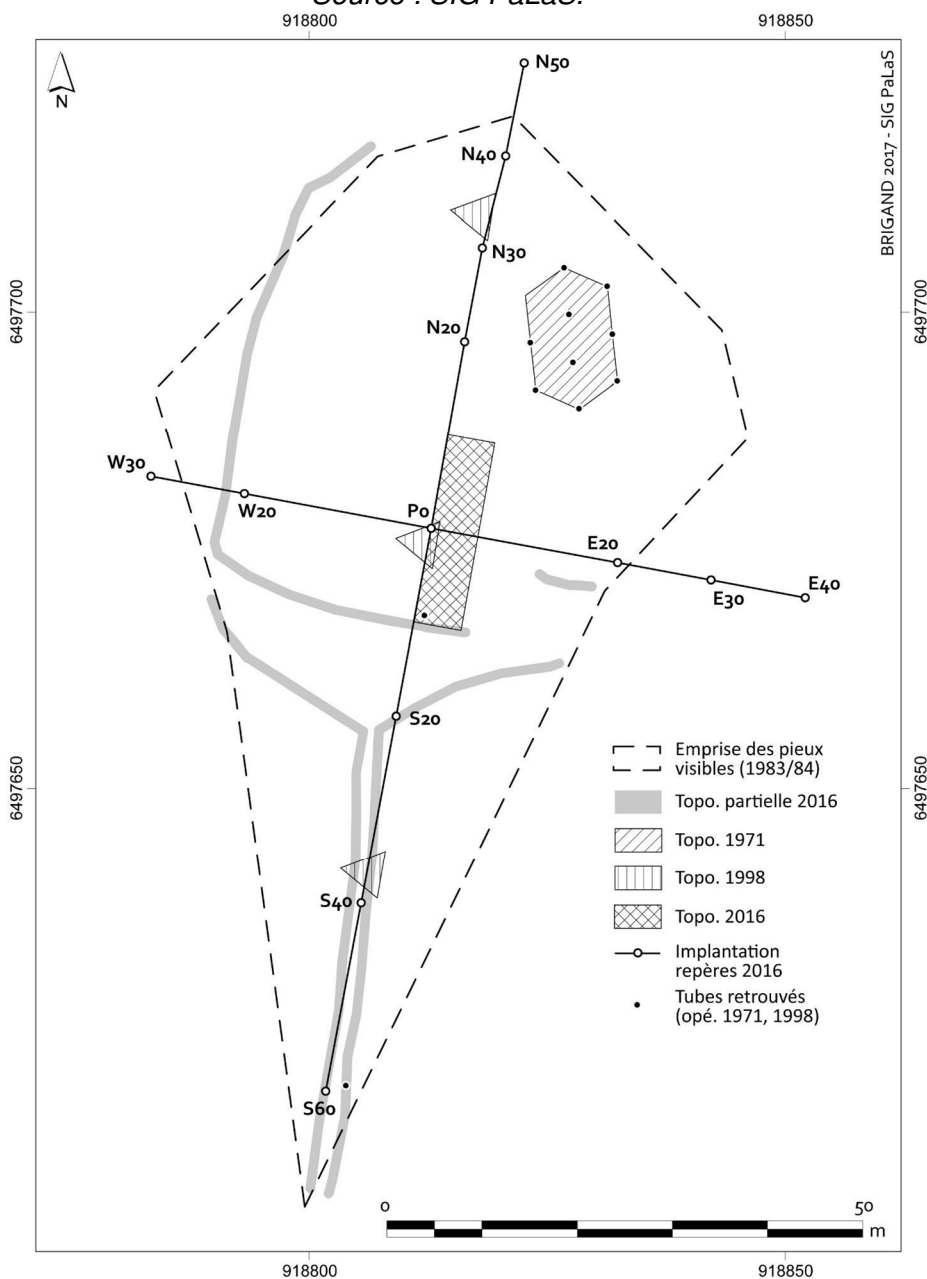 Source : SIG PaLaS.
918800
918850
BRIGAND 2017 - SIG PaLaS
N
N50
N40
N30
6497700
6497700
N20
W30
W20
P0
E20
E30
E40
S20
6497650
6497650
Emprise des pieux
visibles (1983/84)
Topo. partielle 2016
Topo. 1971
Topo. 1998
Topo. 2016
Implantation
repères 2016
Tubes retrouvés
(opé. 1971, 1998)
S40
S60
0
50
m
918800
918850